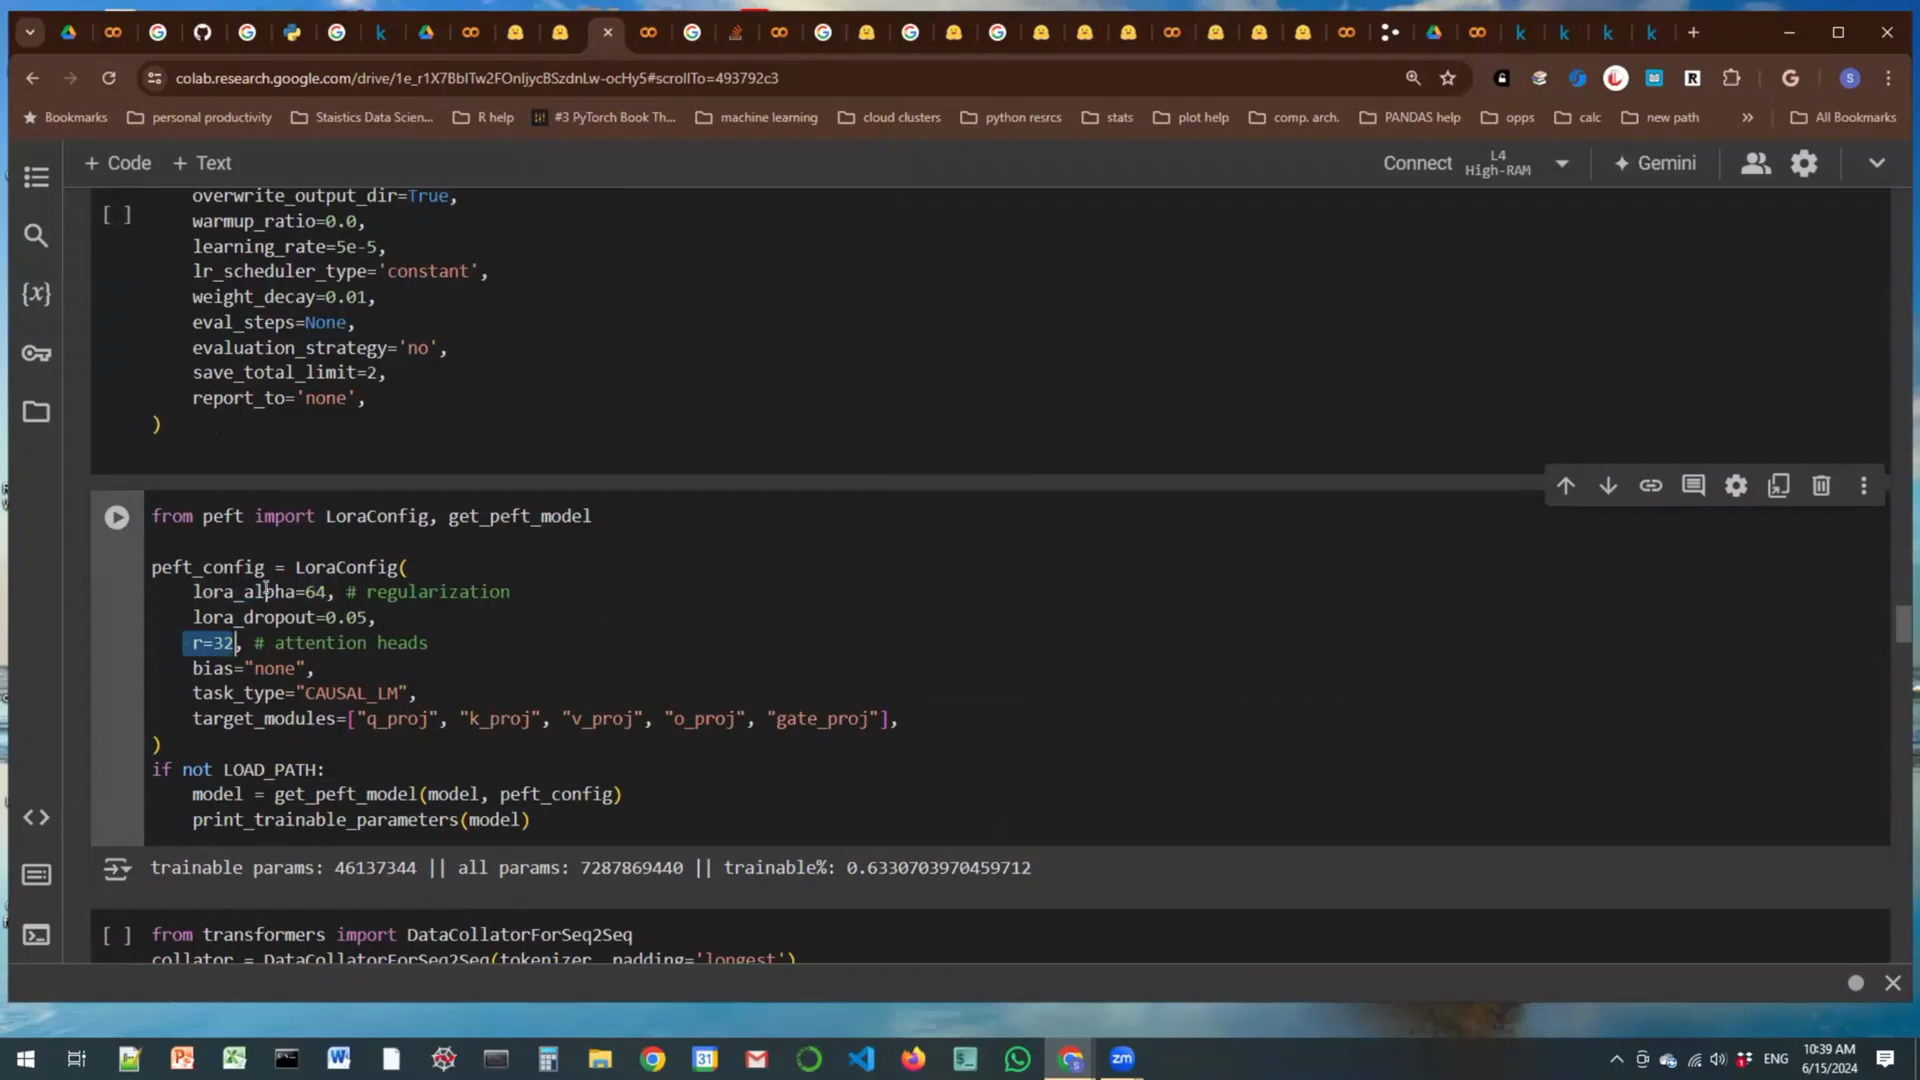 colab.research.google.com/drive/1e_r1X7BbITw2FOnIjycBSzdnLw-ocHy5#scrollTo=493792c3
Bookmarks personal productivity Staistics Data Scien... R help #3 PyTorch Book Th... machine learning cloud clusters python resrcs stats plot help comp. arch. PANDAS help opps calc new path » All Bookmarks
+ Code + Text Connect L4 High-RAM Gemini
overwrite_output_dir=True,
[ ]
warmup_ratio=0.0,
learning_rate=5e-5,
lr_scheduler_type='constant',
weight_decay=0.01,
eval_steps=None,
evaluation_strategy='no',
save_total_limit=2,
report_to='none',
)
from peft import LoraConfig, get_peft_model
peft_config = LoraConfig(
lora_alpha=64, # regularization
lora_dropout=0.05,
r=32, # attention heads
bias="none",
task_type="CAUSAL_LM",
target_modules=["q_proj", "k_proj", "v_proj", "o_proj", "gate_proj"],
)
if not LOAD_PATH:
model = get_peft_model(model, peft_config)
print_trainable_parameters(model)
trainable params: 46137344 || all params: 7287869440 || trainable%: 0.6330703970459712
[ ] from transformers import DataCollatorForSeq2Seq
collator = DataCollatorForSeq2Seq(tokenizer, padding='longest')
ENG
10:39 AM
6/15/2024